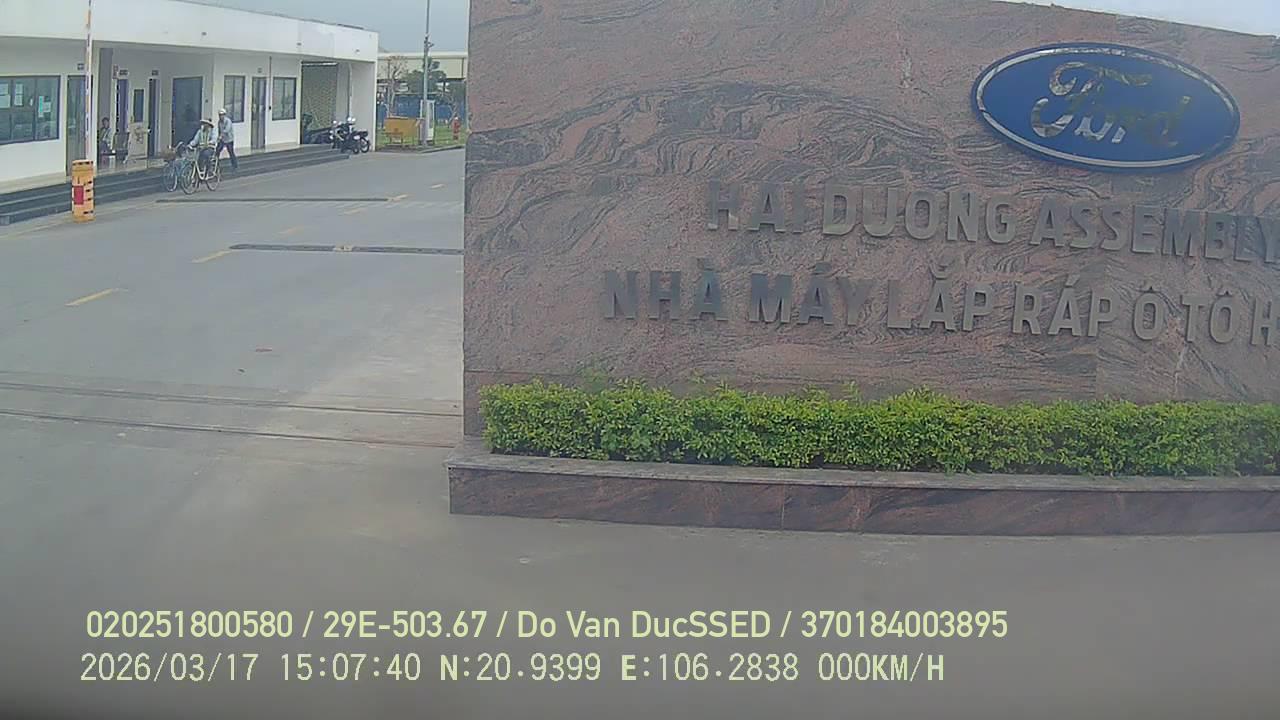 Ford
HAI DUONG ASSEMBLY
NHÀ MÁY LẮP RÁP Ô TÔ H
020251800580 / 29E-503.67 / Do Van DucSSED / 370184003895
2026/03/17 15:07:40 N:20.9399 E:106.2838 000KM/H